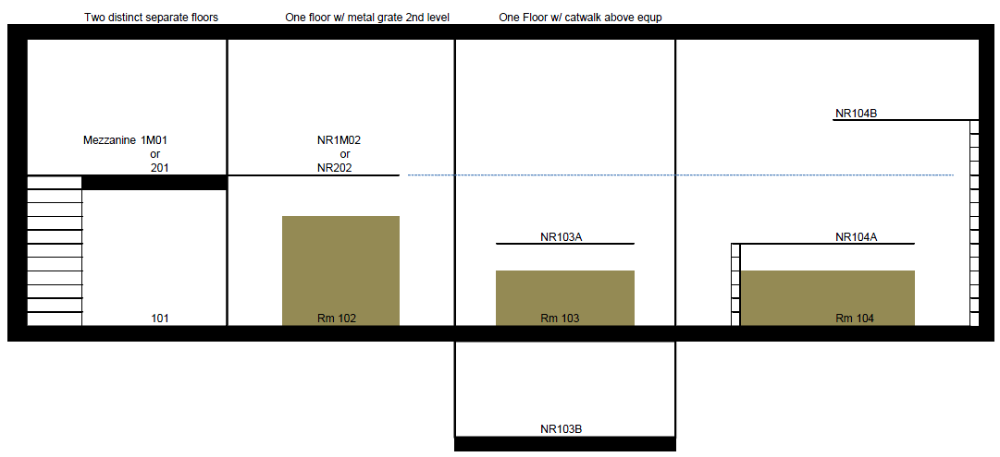 Two distinct separate floors
One floor w/ metal grate 2nd level
One Floor w/ catwalk above equp
NR104B
Mezzanine 1M01
or
201
NR1M02
or
NR202
NR103A
NR104A
101
Rm 102
Rm 103
Rm 104
NR103B